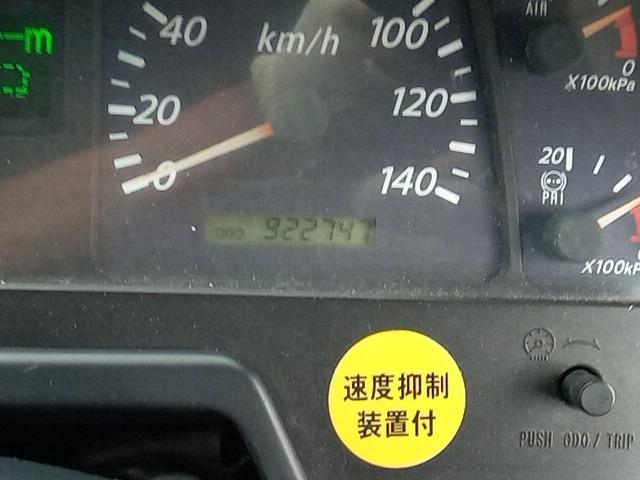 -m
40
km/h
100
AIR
0
X100kPa
20
120
0
140
20
PRI
X100kP
ODO 922747
速度抑制
装置付
PUSH ODO / TRIP